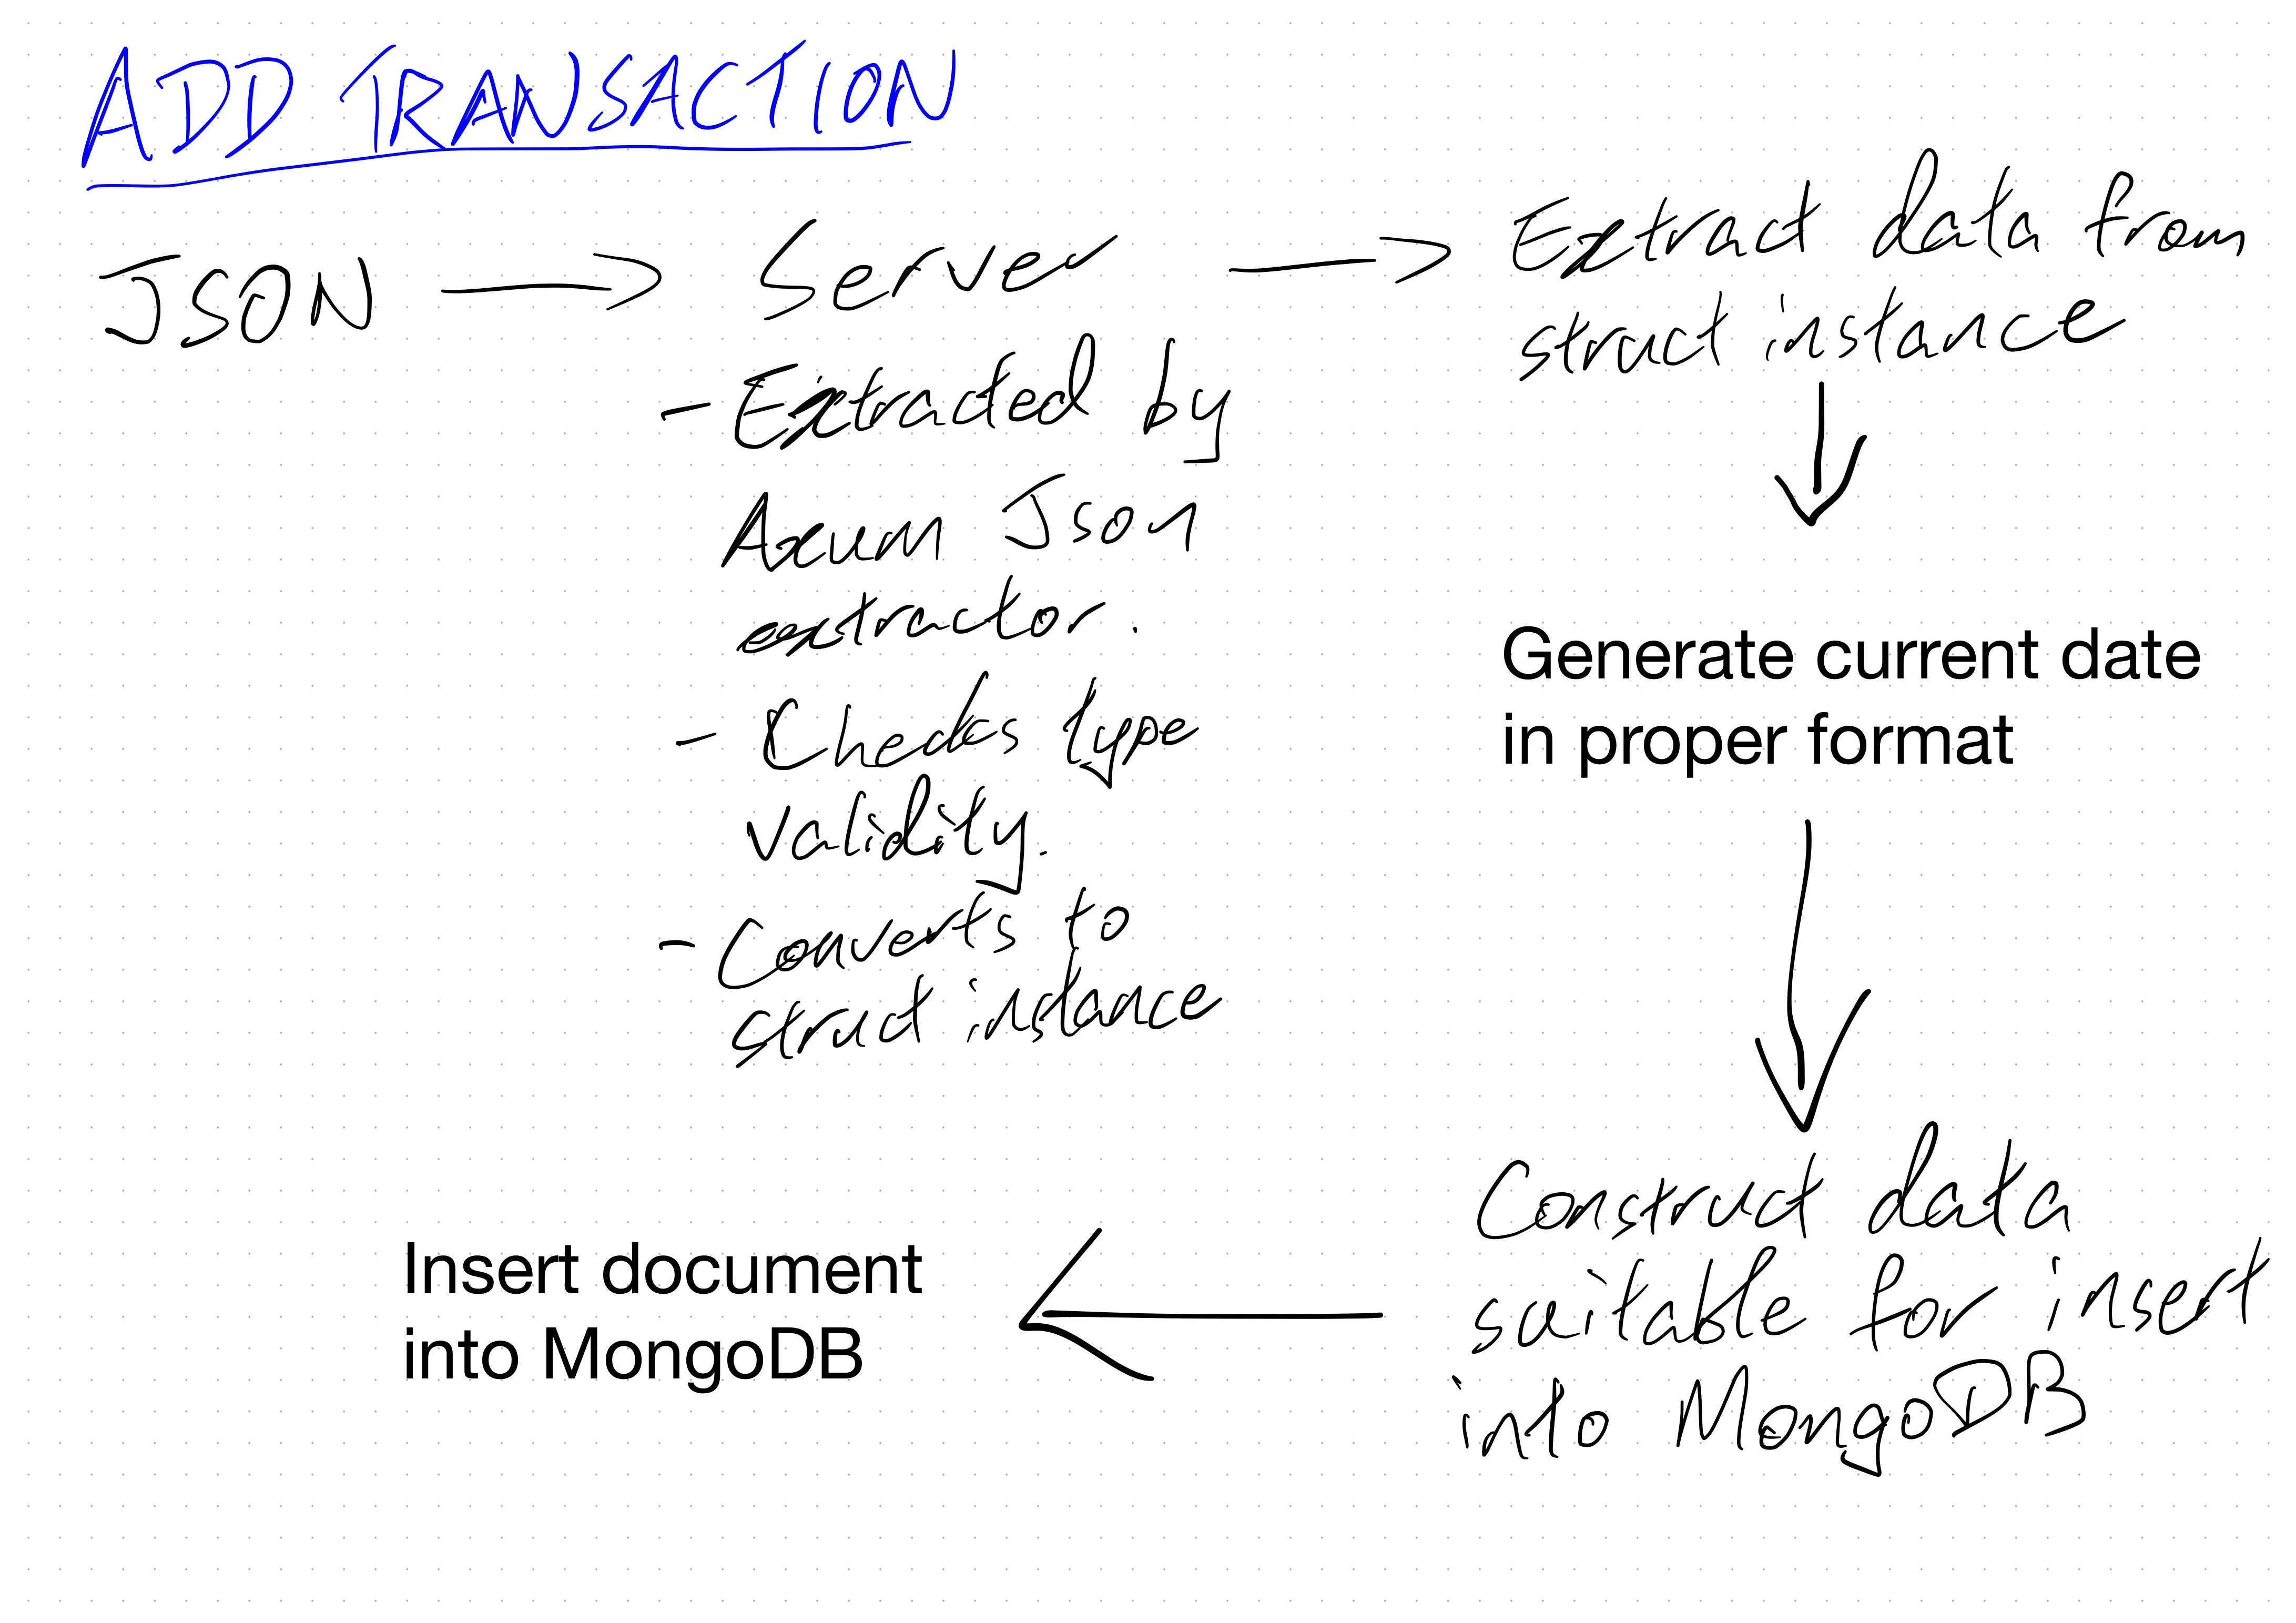 ADD TRANSACTION
JSON
Server
- Extracted by
Axum Json
extractor.
- Checks type
validity.
- Converts to
struct instance
Extract data from
struct instance
Generate current date
in proper format
Construct data
suitable for insert
into MongoDB
Insert document
into MongoDB